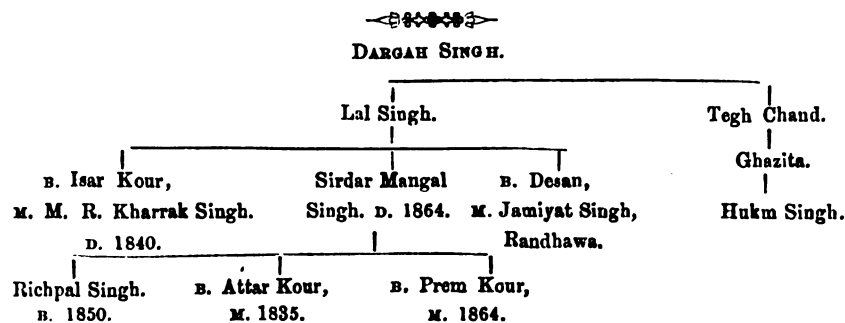 DARGAH SINGH.
Lal Singh. Tegh Chand.
Ghazita.
B. Isar Kour, Sirdar Mangal B. Desan,
M. M. R. Kharrak Singh. Singh. D. 1864. M. Jamiyat Singh, Hukm Singh.
D. 1840. Randhawa.
Richpal Singh. B. Attar Kour, B. Prem Kour,
B. 1850. M. 1835. M. 1864.